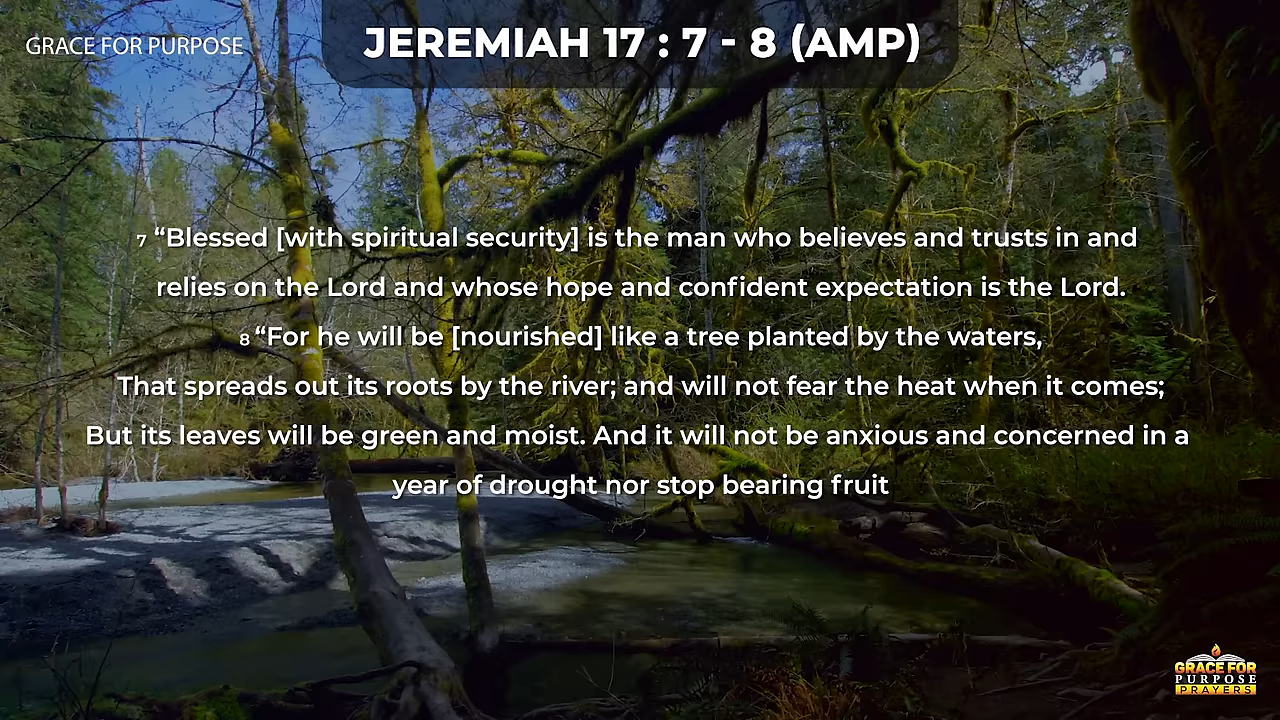 GRACE FOR PURPOSE
JEREMIAH 17 : 7 - 8 (AMP)
7 “Blessed [with spiritual security] is the man who believes and trusts in and
relies on the Lord and whose hope and confident expectation is the Lord.
8 “For he will be [nourished] like a tree planted by the waters,
That spreads out its roots by the river; and will not fear the heat when it comes;
But its leaves will be green and moist. And it will not be anxious and concerned in a
year of drought nor stop bearing fruit
GRACE FOR
PURPOSE
PRAYERS